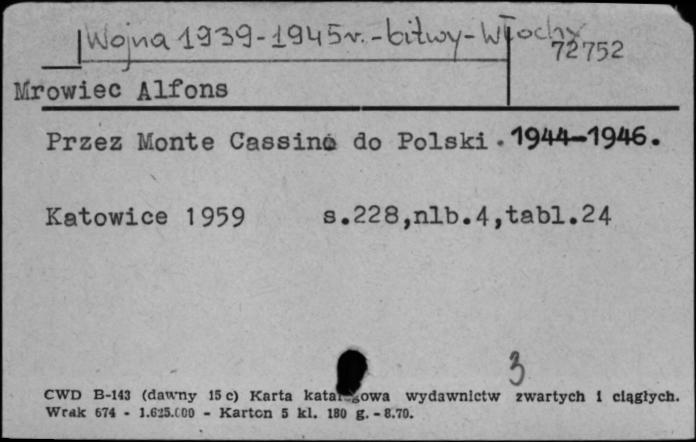 Wojna 1939-1945r.-bitwy-Włochy
72752
Mrowiec Alfons
Przez Monte Cassino do Polski.1944-1946.
Katowice 1959 s.228,nlb.4,tabl.24
3
CWD B-143 (dawny 15 c) Karta katalogowa wydawnictw zwartych i ciągłych.
Wrak 674 - 1.625.000 - Karton 5 kl. 180 g. - 8.70.